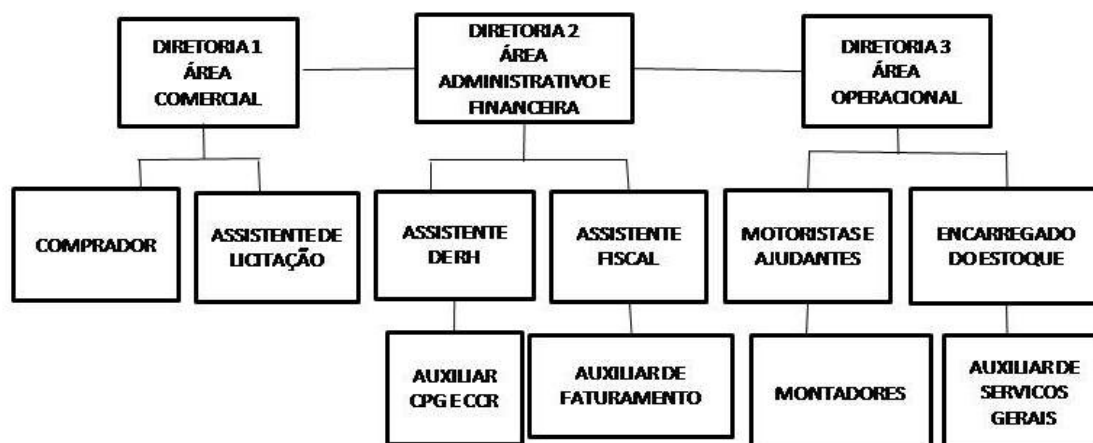 DIRETORIA 1
ÁREA
COMERCIAL
DIRETORIA 2
ÁREA
ADMINISTRATIVO E
FINANCEIRA
DIRETORIA 3
ÁREA
OPERACIONAL
COMPRADOR
ASSISTENTE DE
LICITAÇÃO
ASSISTENTE
DE RH
ASSISTENTE
FISCAL
MOTORISTAS E
AJUDANTES
ENCARREGADO
DO ESTOQUE
AUXILIAR
CPG E CCR
AUXILIAR DE
FATURAMENTO
MONTADORES
AUXILIAR DE
SERVICOS
GERAIS